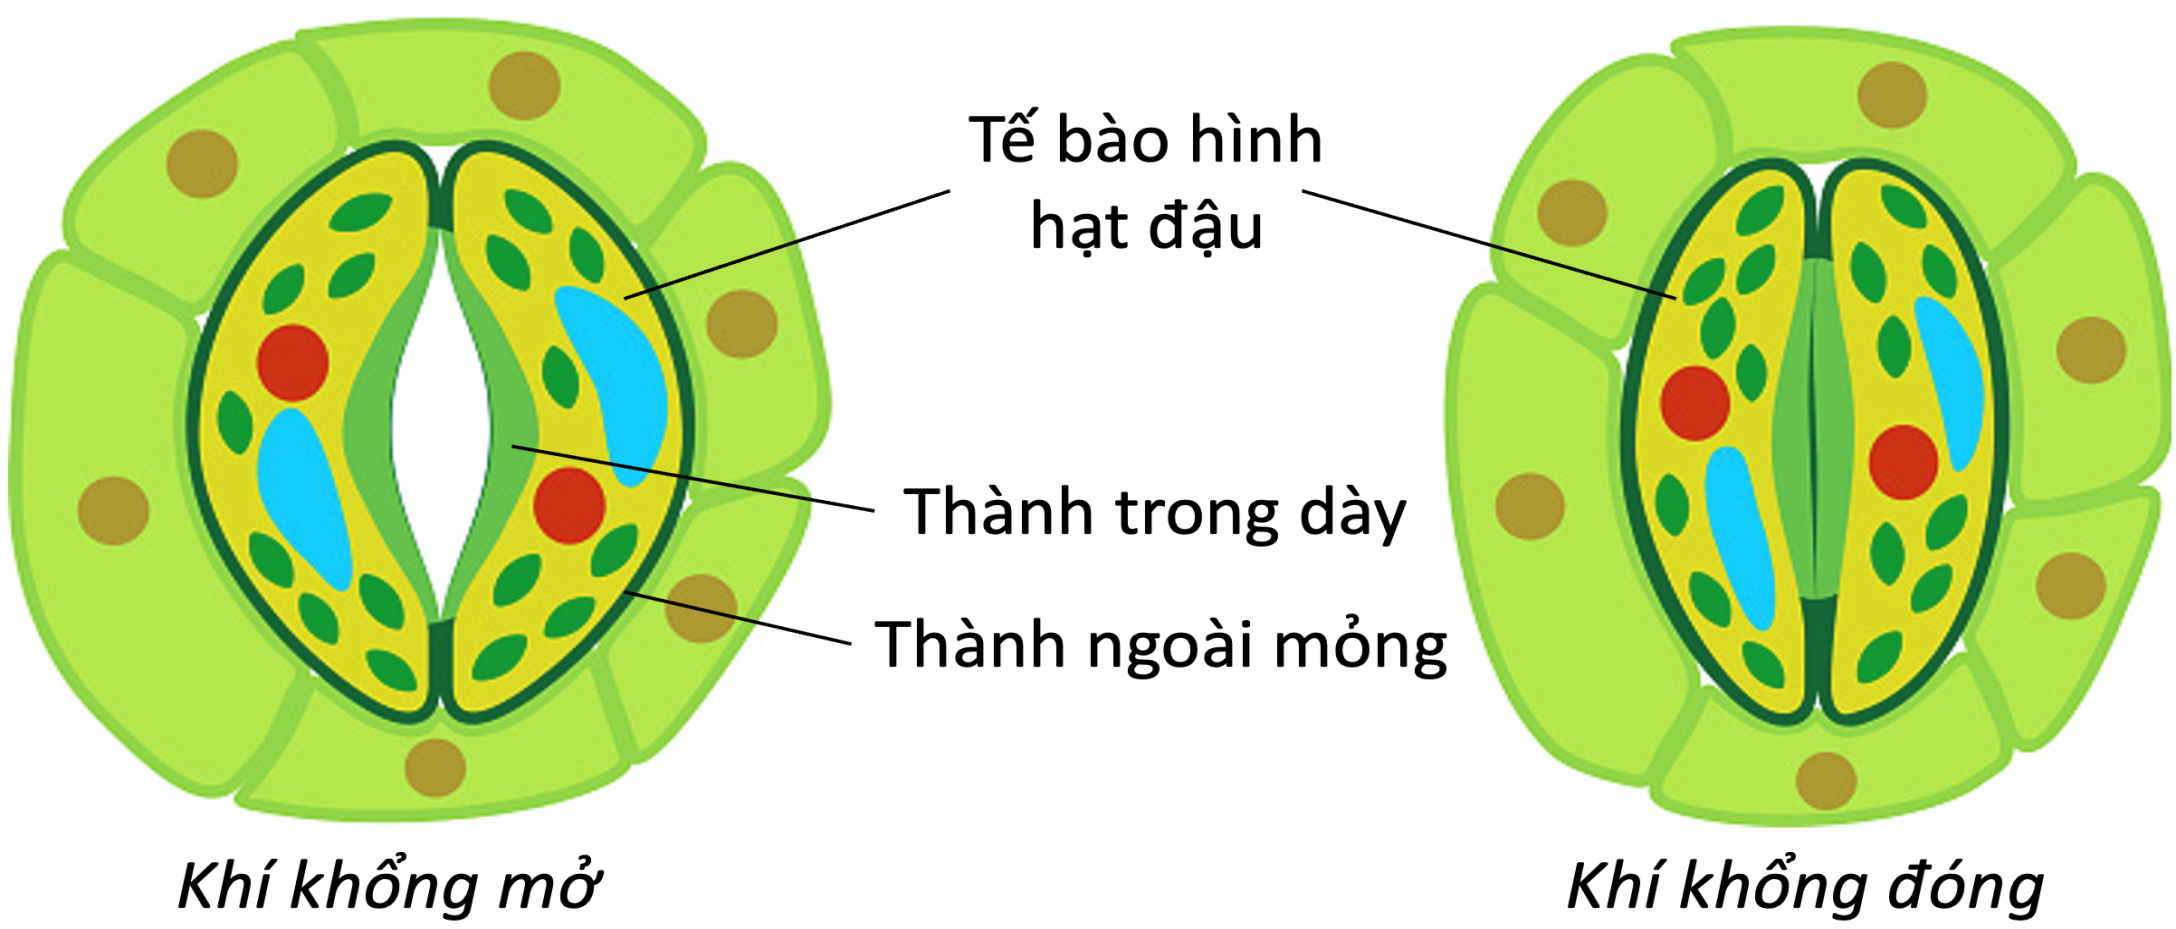 Tế bào hình
hạt đậu
Thành trong dày
Thành ngoài mỏng
Khí khổng mở
Khí khổng đóng